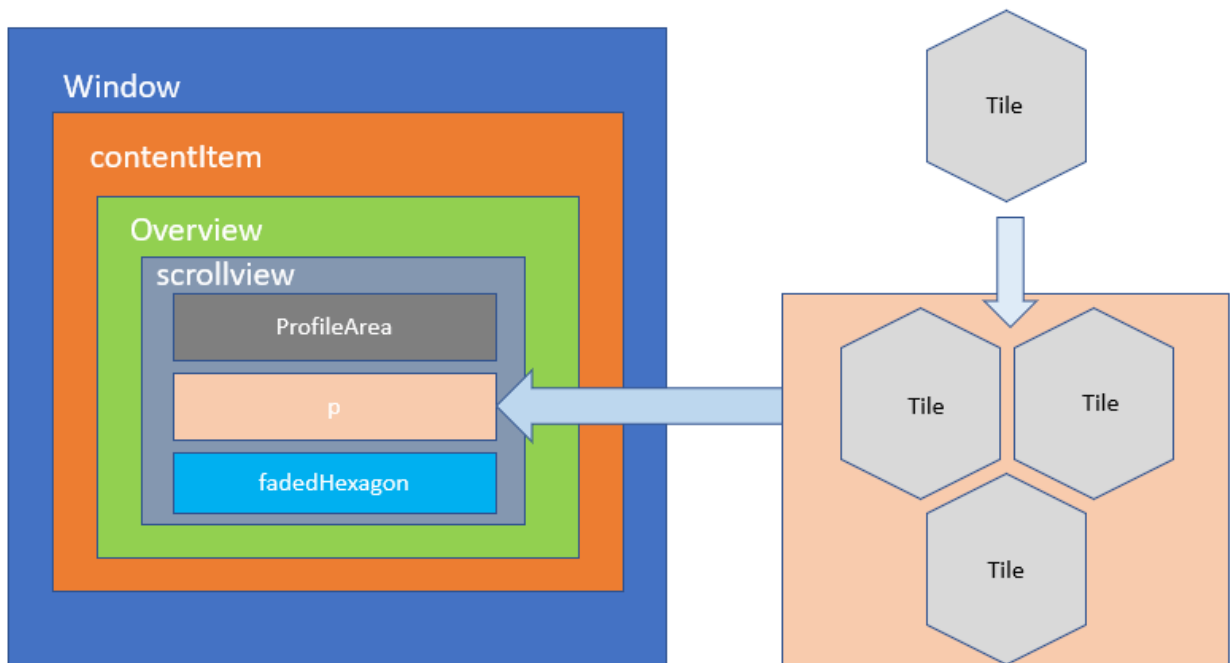 Window
contentItem
Overview
scrollview
ProfileArea
p
fadedHexagon
Tile
Tile
Tile
Tile